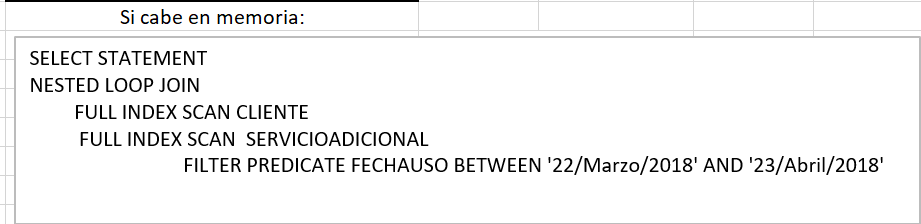 Si cabe en memoria:
SELECT STATEMENT
NESTED LOOP JOIN
FULL INDEX SCAN CLIENTE
FULL INDEX SCAN  SERVICIOADICIONAL
FILTER PREDICATE FECHAUSO BETWEEN '22/Marzo/2018' AND '23/Abril/2018'